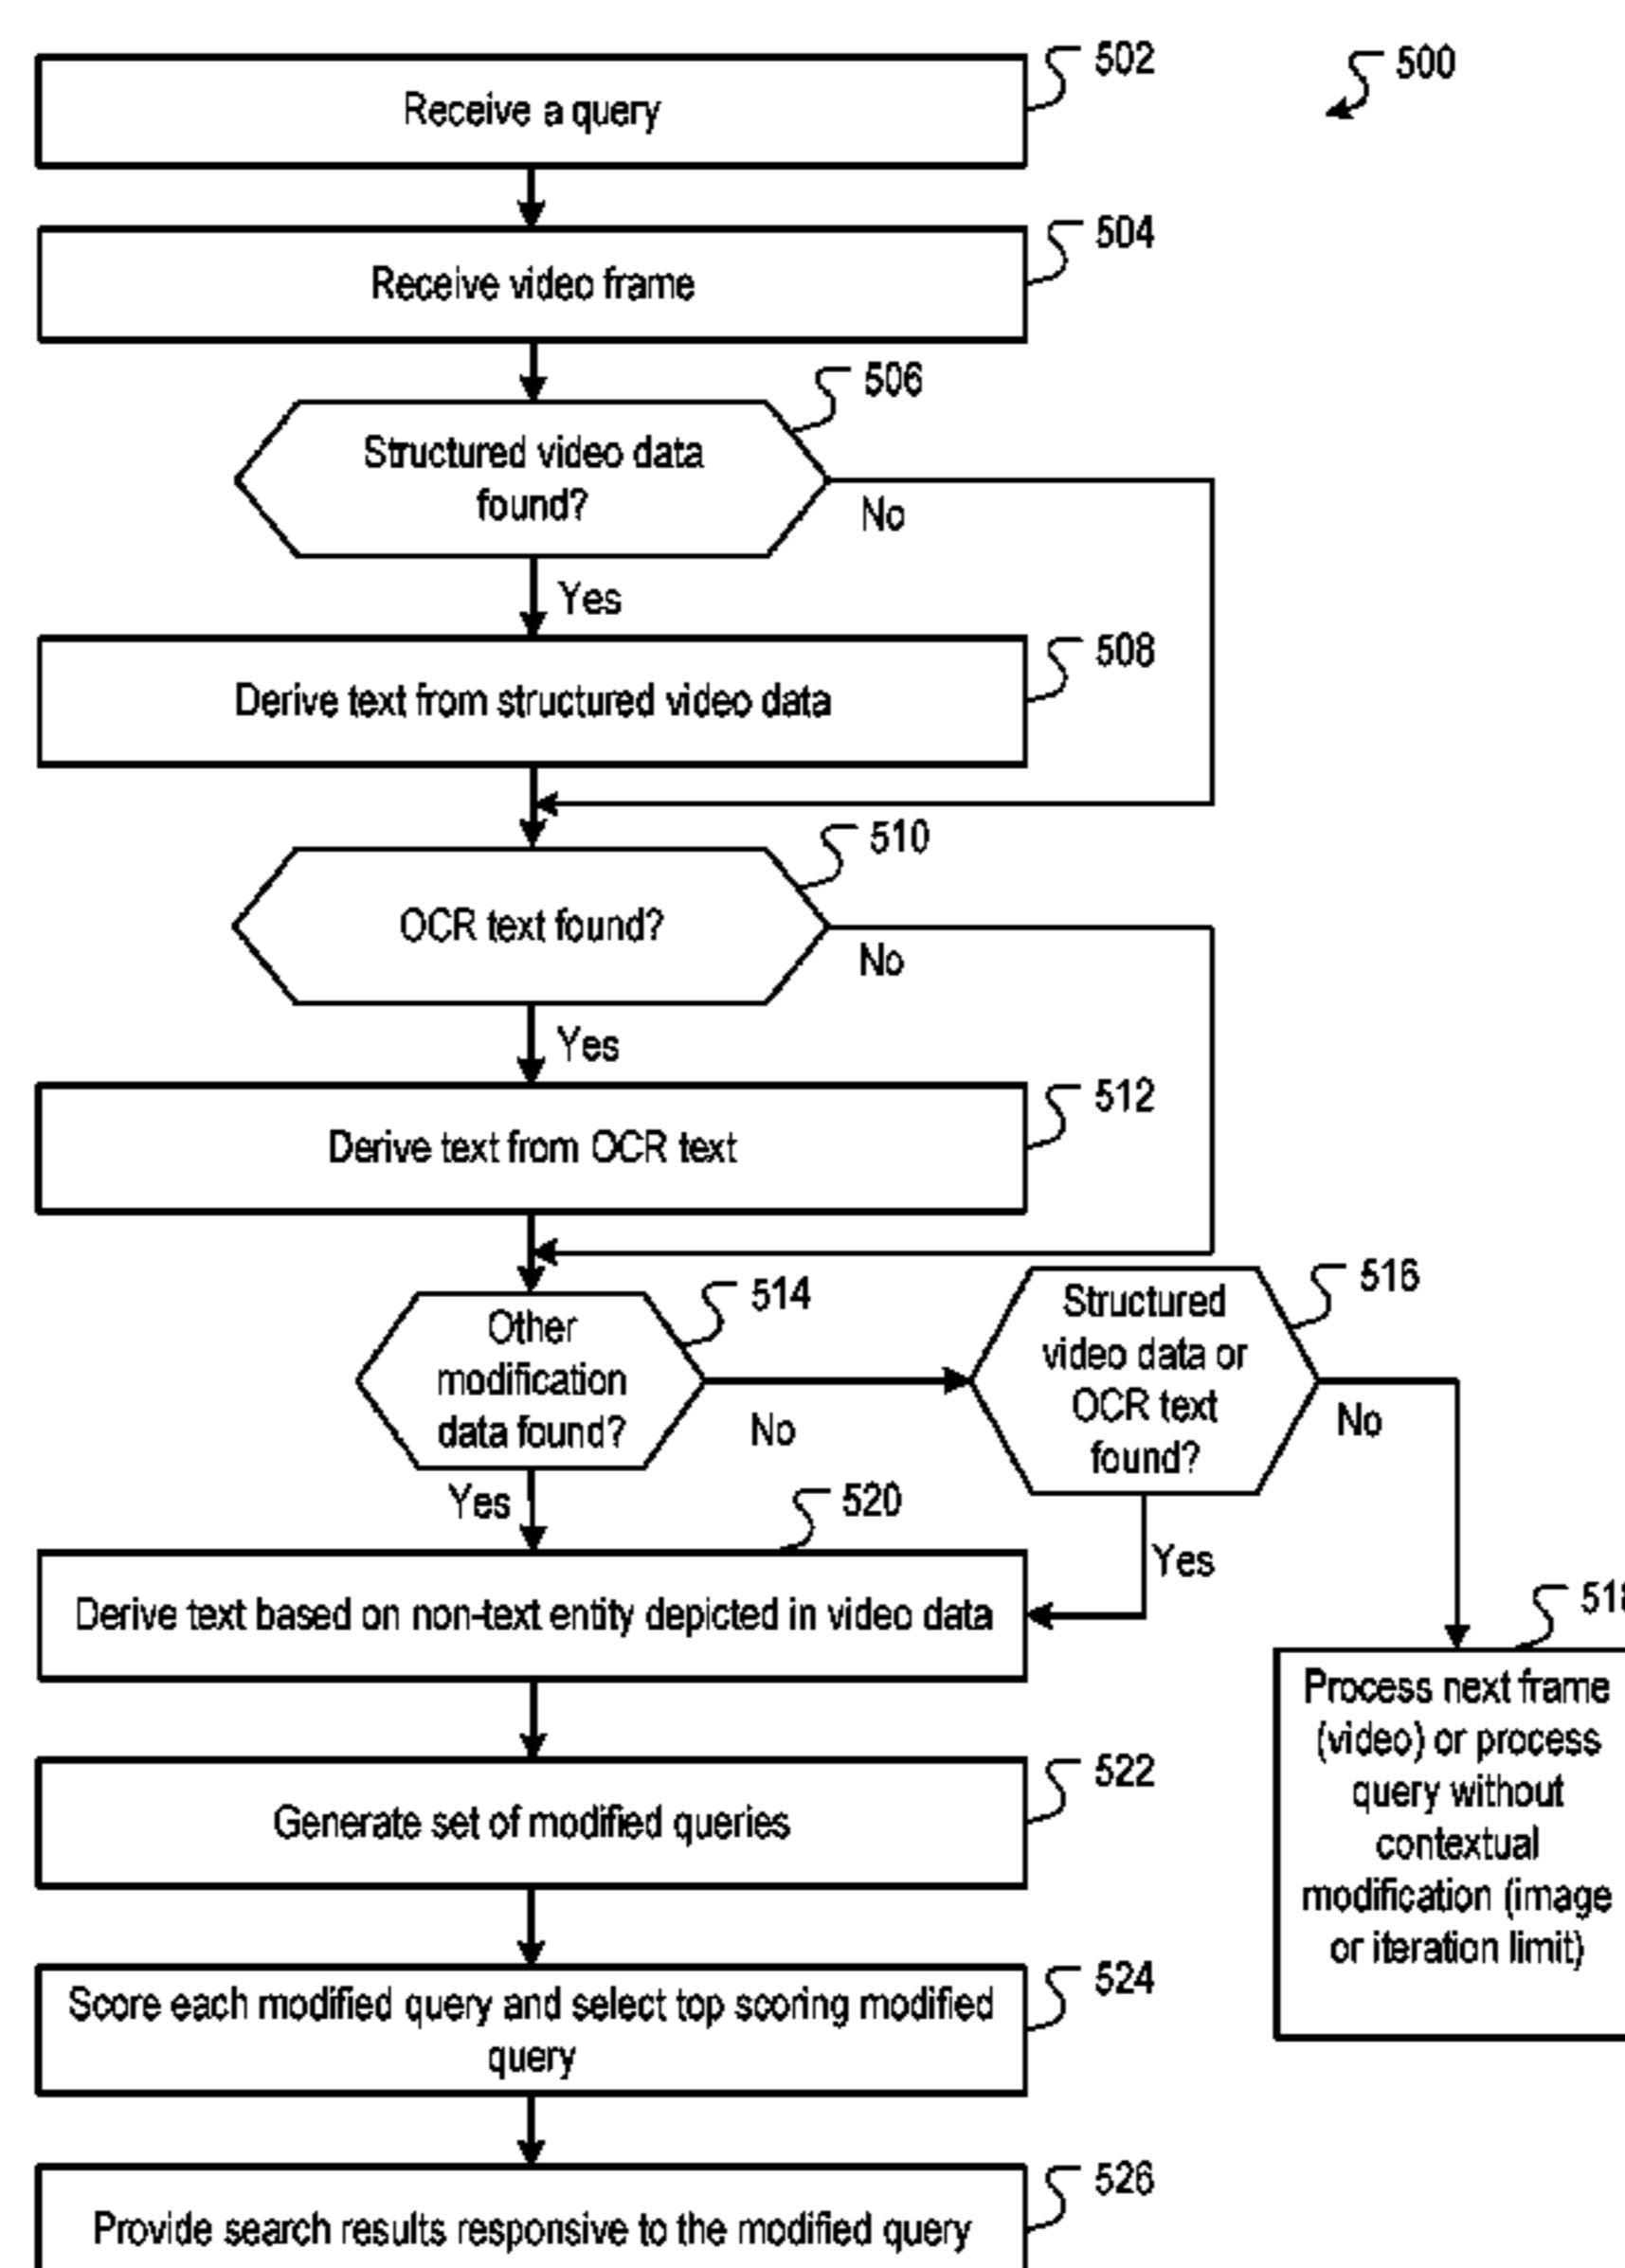 502
500
Receive a query
504
Receive video frame
506
Structured video data
found?
No
Yes
508
Derive text from structured video data
510
OCR text found?
No
Yes
512
Derive text from OCR text
514
516
Other
modification
data found?
No
Structured
video data or
OCR text
found?
No
Yes
520
Yes
Derive text based on non-text entity depicted in video data
518
Process next frame
(video) or process
query without
contextual
modification (image
or iteration limit)
522
Generate set of modified queries
524
Score each modified query and select top scoring modified
query
526
Provide search results responsive to the modified query